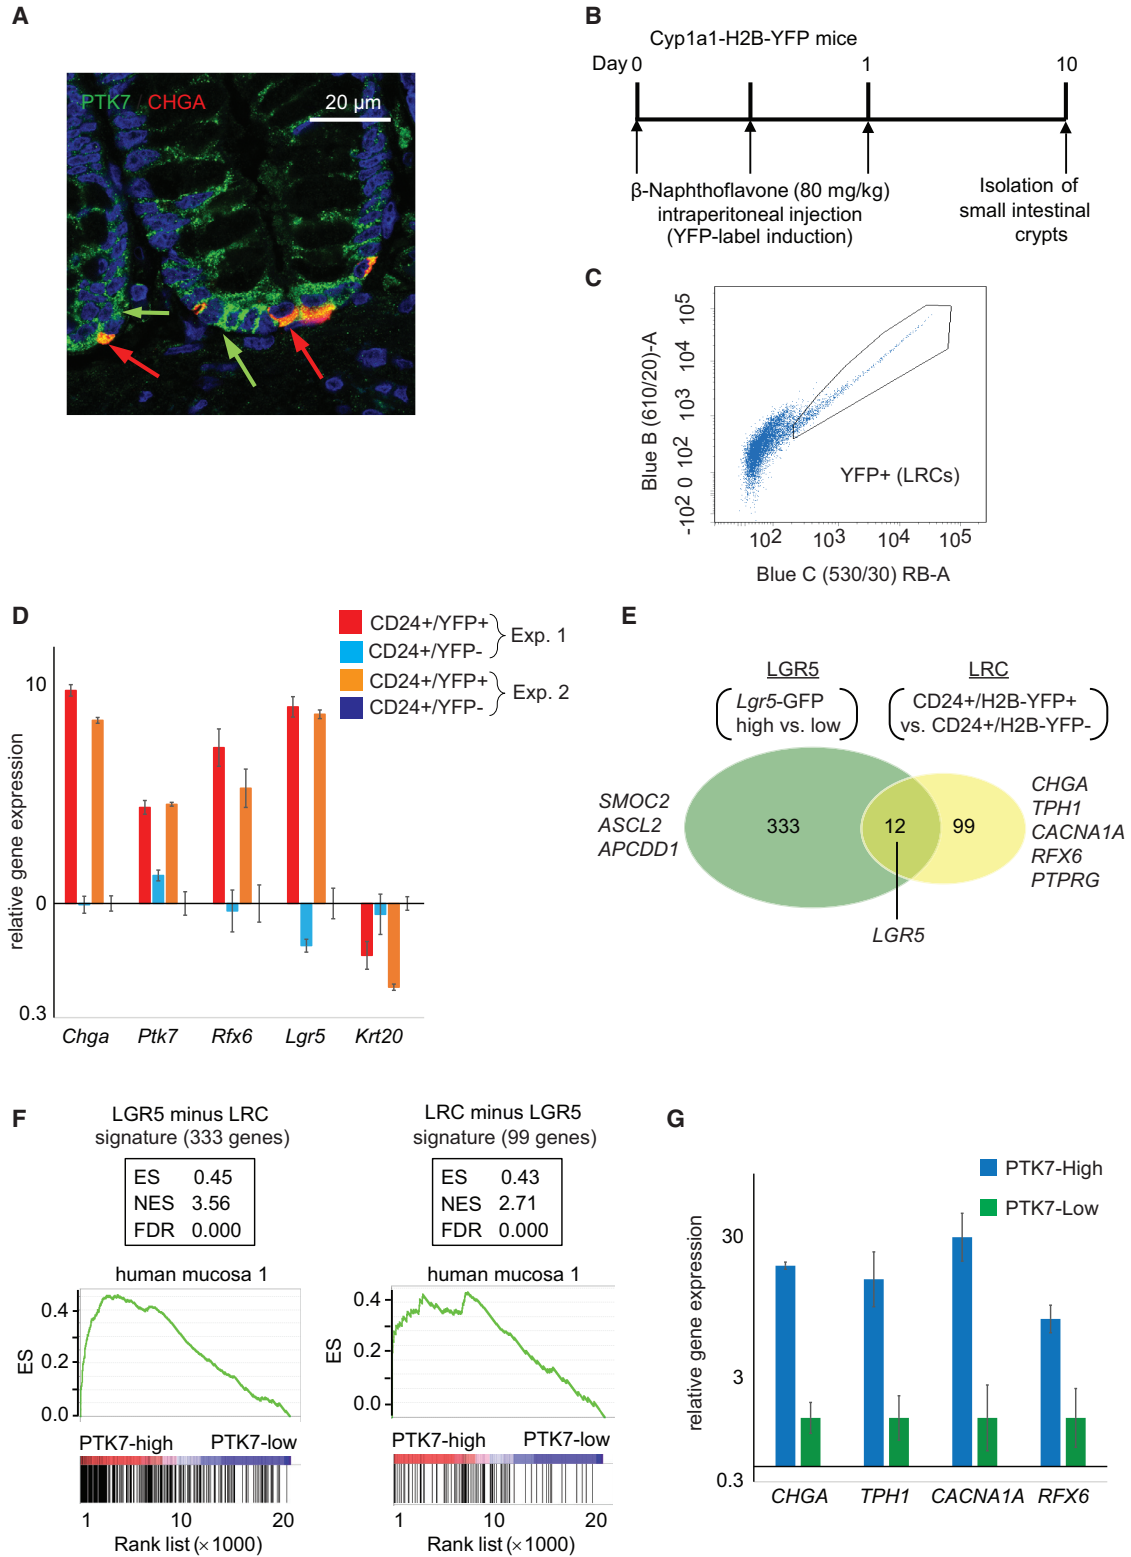 A
PTK7 CHGA
20 µm
B
Cyp1a1-H2B-YFP mice
Day 0 1 10
β-Naphthoflavone (80 mg/kg)
intraperitoneal injection
(YFP-label induction)
Isolation of
small intestinal
crypts
C
Blue B (610/20)-A
10^5
10^4
10^3
10^2
0
-10^2
YFP+ (LRCs)
10^2 10^3 10^4 10^5
Blue C (530/30) RB-A
D
CD24+/YFP+
CD24+/YFP-
Exp. 1
CD24+/YFP+
CD24+/YFP-
Exp. 2
relative gene expression
10
0
0.3
Chga Ptk7 Rfx6 Lgr5 Krt20
E
LGR5
Lgr5-GFP
high vs. low
LRC
CD24+/H2B-YFP+
vs. CD24+/H2B-YFP-
SMOC2
ASCL2
APCDD1
333 12 99
CHGA
TPH1
CACNA1A
RFX6
PTPRG
LGR5
F
LGR5 minus LRC
signature (333 genes)
ES 0.45
NES 3.56
FDR 0.000
human mucosa 1
ES
0.4
0.2
0.0
PTK7-high PTK7-low
1 10 20
Rank list (×1000)
LRC minus LGR5
signature (99 genes)
ES 0.43
NES 2.71
FDR 0.000
human mucosa 1
ES
0.4
0.2
-0.0
PTK7-high PTK7-low
1 10 20
Rank list (×1000)
G
PTK7-High
PTK7-Low
relative gene expression
30
3
0.3
CHGA TPH1 CACNA1A RFX6